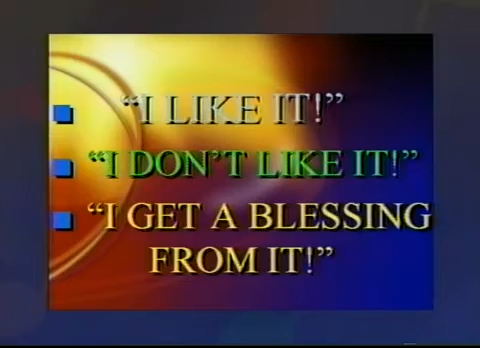 “I LIKE IT!”
“I DON’T LIKE IT!”
“I GET A BLESSING
FROM IT!”